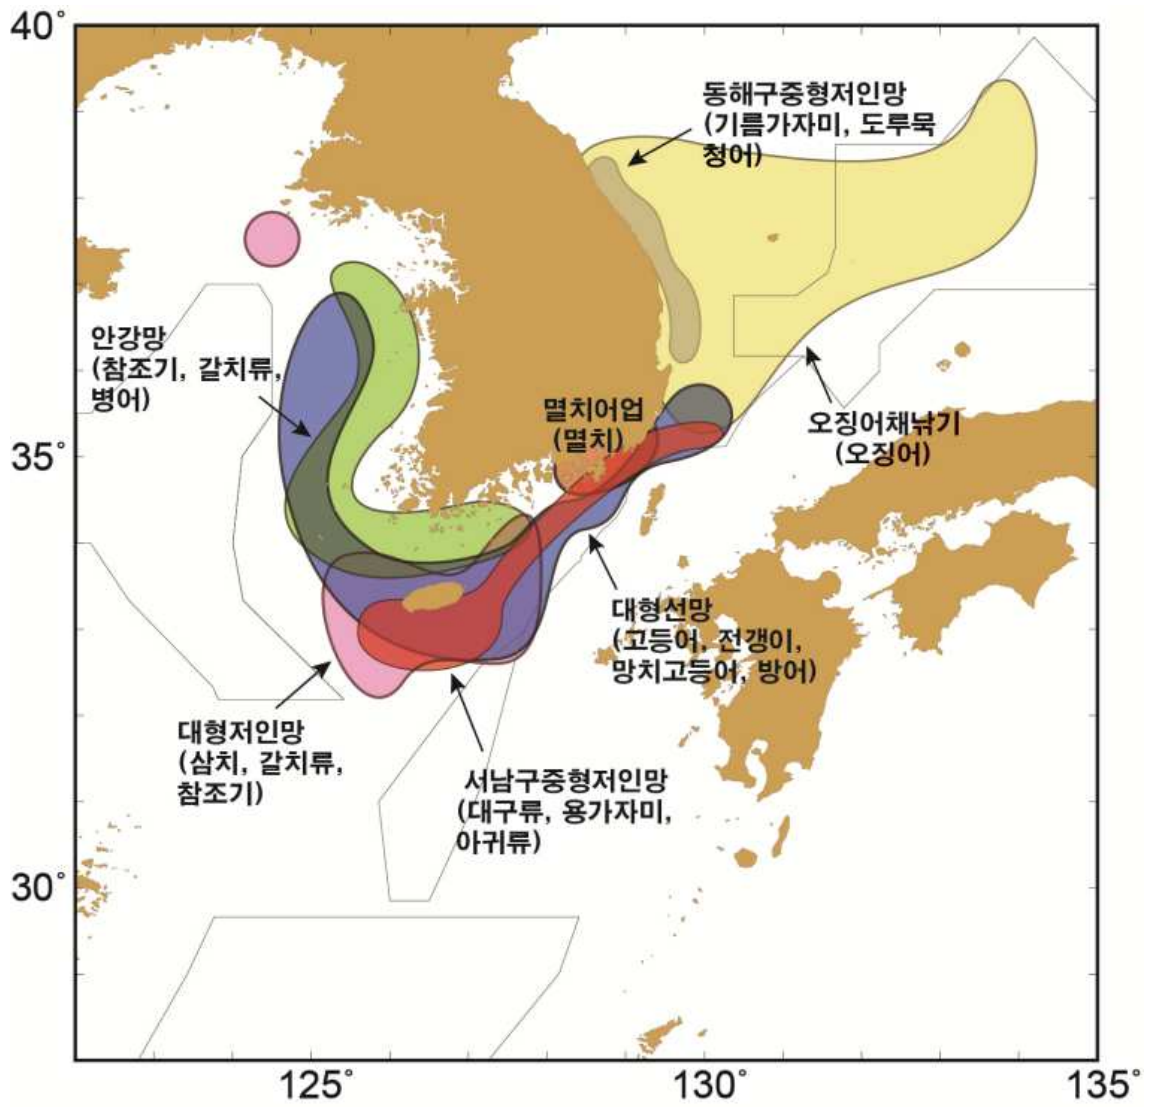 40°
동해구중형저인망
(기름가자미, 도루묵
청어)
안강망
(참조기, 갈치류,
병어)
멸치어업
(멸치)
오징어채낚기
(오징어)
35°
대형선망
(고등어, 전갱이,
망치고등어, 방어)
대형저인망
(삼치, 갈치류,
참조기)
서남구중형저인망
(대구류, 용가자미,
아귀류)
30°
125°
130°
135°